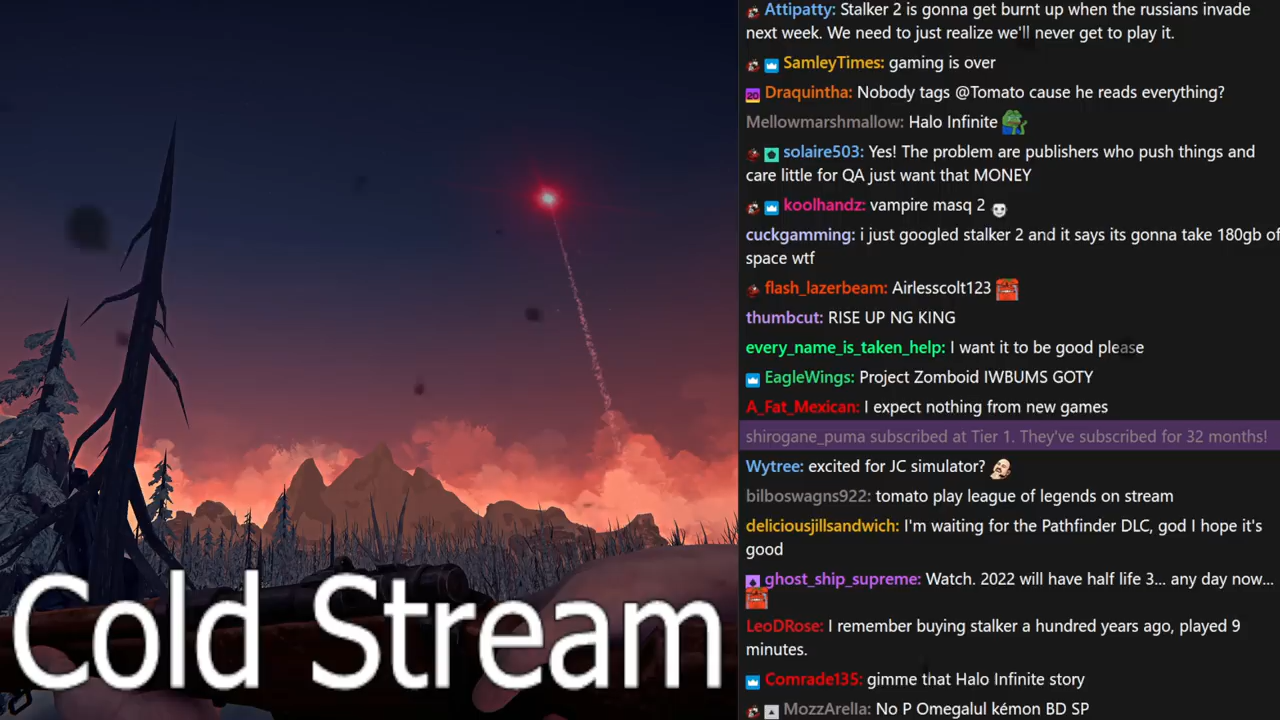 Attipatty: Stalker 2 is gonna get burnt up when the russians invade
next week. We need to just realize we'll never get to play it.
SamleyTimes: gaming is over
20 Draquintha: Nobody tags @Tomato cause he reads everything?
Mellowmarshmallow: Halo Infinite
solaire503: Yes! The problem are publishers who push things and
care little for QA just want that MONEY
koolhandz: vampire masq 2
cuckgamming: i just googled stalker 2 and it says its gonna take 180gb of
space wtf
flash_lazerbeam: Airlesscolt123
thumbcut: RISE UP NG KING
every_name_is_taken_help: I want it to be good please
EagleWings: Project Zomboid IWBUMS GOTY
A_Fat_Mexican: I expect nothing from new games
shirogane_puma subscribed at Tier 1. They've subscribed for 32 months!
Wytree: excited for JC simulator?
bilboswagns922: tomato play league of legends on stream
deliciousjillsandwich: I'm waiting for the Pathfinder DLC, god I hope it's
good
ghost_ship_supreme: Watch. 2022 will have half life 3... any day now...
LeoDRose: I remember buying stalker a hundred years ago, played 9
minutes.
Comrade135: gimme that Halo Infinite story
MozzArella: No P Omegalul kémon BD SP
Cold Stream